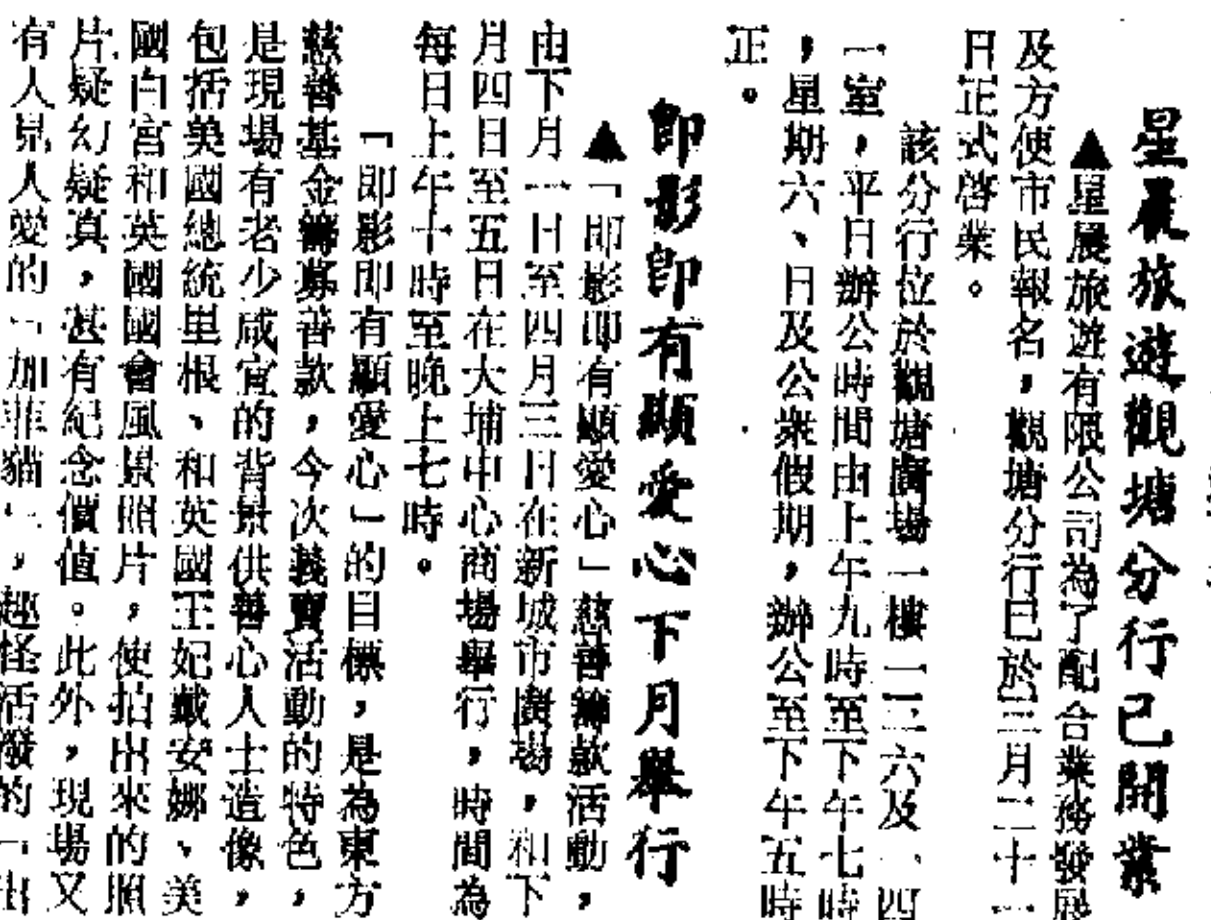 星晨旅遊觀塘分行已開業
▲星晨旅遊有限公司為了配合業務發展
及方便市民報名,觀塘分行已於三月二十一
日正式啓業。
該分行位於觀塘廣場一樓一三六及一四
一室,平日辦公時間由上午九時至下午七時
,星期六、日及公衆假期,辦公至下午五時
正。
即影即有顯愛心下月舉行
▲「即影即有顯愛心」慈善籌款活動,
由下月一日至四月三日在新城市廣場,和下
月四日至五日在大埔中心商場舉行,時間為
每日上午十時至晚上七時。
「即影即有顯愛心」的目標,是為東方
慈善基金籌募善款,今次義賣活動的特色,
是現場有老少咸宜的背景供善心人士造像,
包括美國總統里根、和英國王妃戴安娜、美
國白宮和英國國會風景照片,使拍出來的照
片疑幻疑真,甚有紀念價值。此外,現場又
有人見人愛的「加菲貓」,趣怪活潑的「